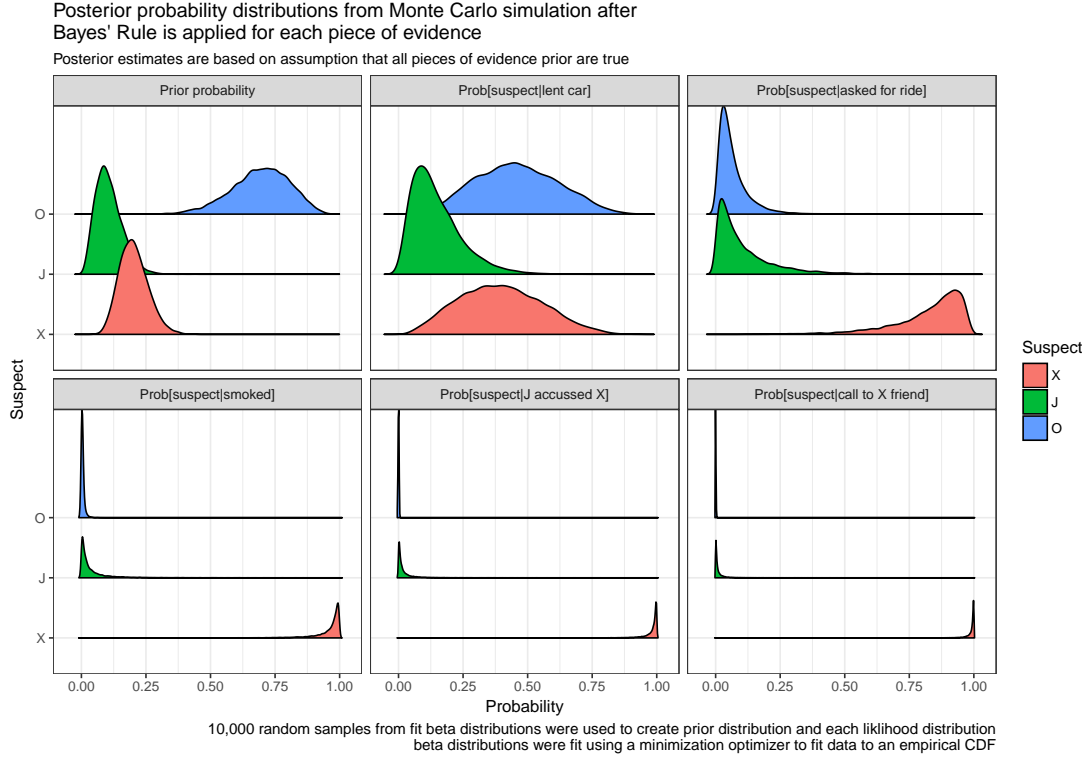 Posterior probability distributions from Monte Carlo simulation after
Bayes' Rule is applied for each piece of evidence
Posterior estimates are based on assumption that all pieces of evidence prior are true
Prior probability
Prob[suspect|lent car]
Prob[suspect|asked for ride]
O
J
X
Prob[suspect|smoked]
Prob[suspect|J accussed X]
Prob[suspect|call to X friend]
O
J
X
Suspect
Suspect
X
J
O
0.00 0.25 0.50 0.75 1.00
0.00 0.25 0.50 0.75 1.00
0.00 0.25 0.50 0.75 1.00
Probability
10,000 random samples from fit beta distributions were used to create prior distribution and each liklihood distribution
beta distributions were fit using a minimization optimizer to fit data to an empirical CDF